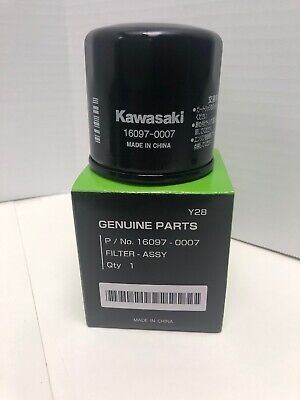 Kawasaki
16097-0007
MADE IN CHINA
Y28
GENUINE PARTS
P / No. 16097 - 0007
FILTER - ASSY
Qty 1
MADE IN CHINA